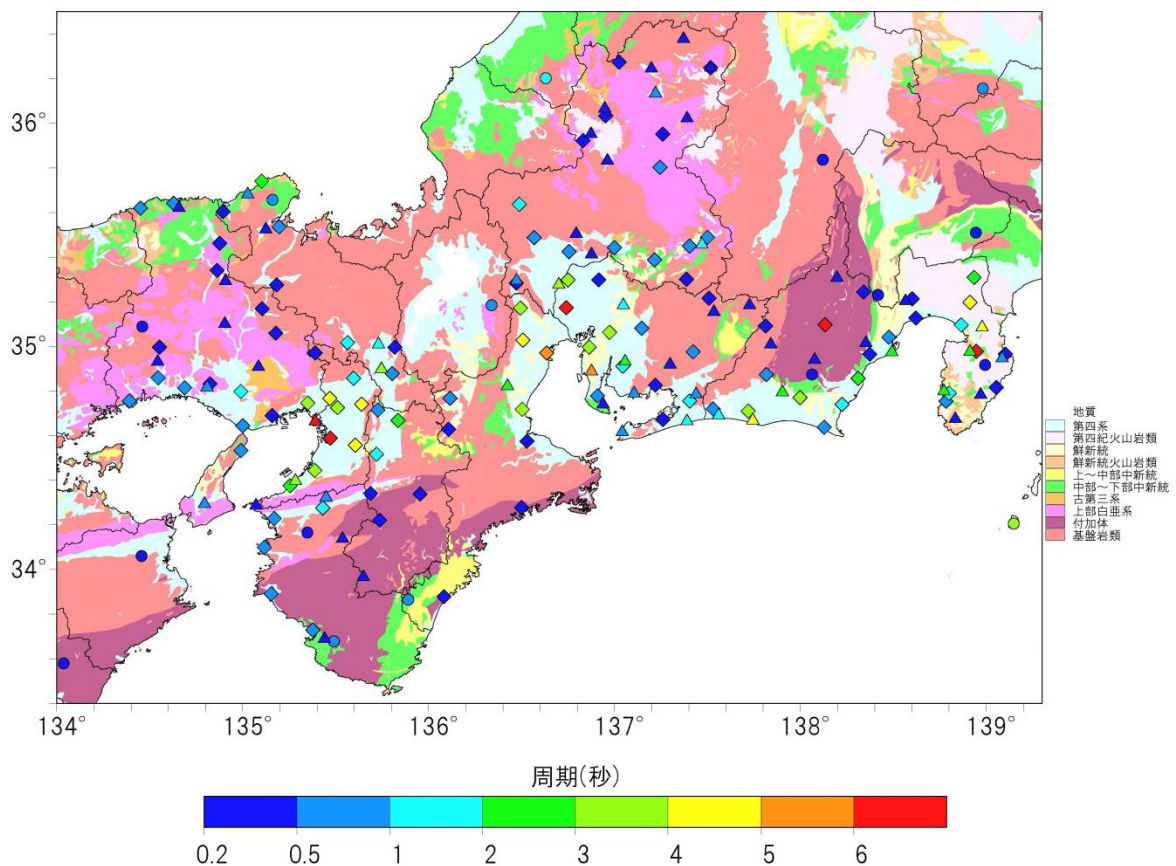 36°
35°
34°
134° 135° 136° 137° 138° 139°
地質
第四系
第四紀火山岩類
鮮新統
鮮新統火山岩類
上～中部中新統
中部～下部中新統
古第三系
上部白亜系
付加体
基盤岩類
周期(秒)
0.2 0.5 1 2 3 4 5 6